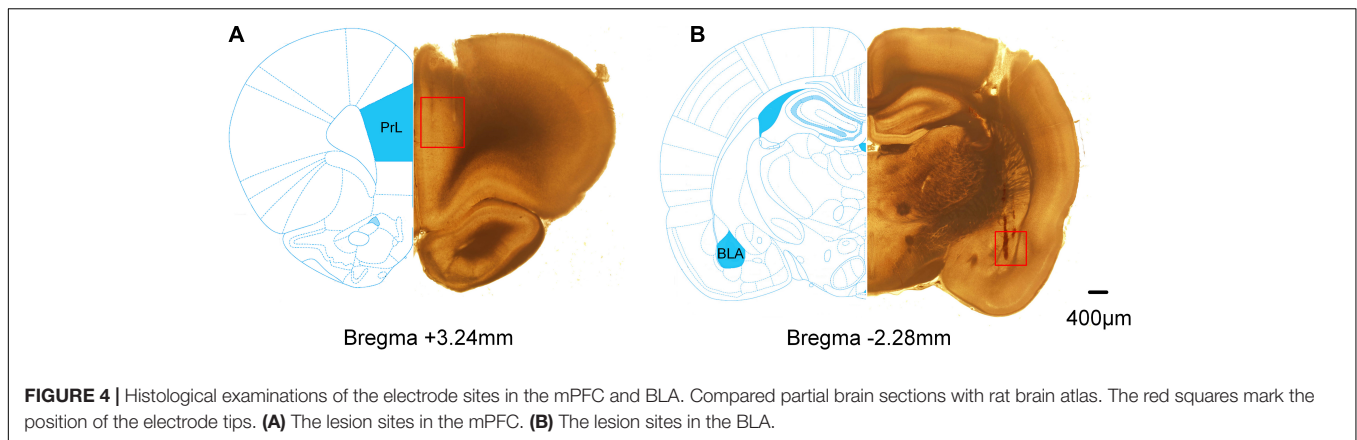 A
B
PrL
BLA
400µm
Bregma +3.24mm
Bregma -2.28mm
FIGURE 4 | Histological examinations of the electrode sites in the mPFC and BLA. Compared partial brain sections with rat brain atlas. The red squares mark the
position of the electrode tips. (A) The lesion sites in the mPFC. (B) The lesion sites in the BLA.